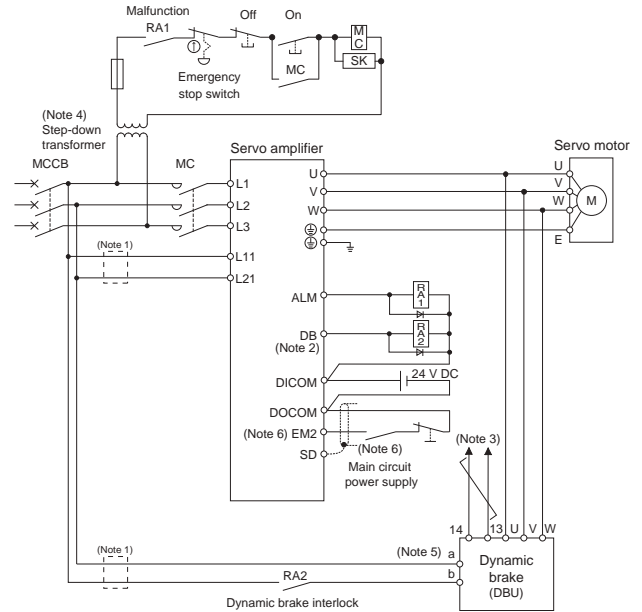 Malfunction
RA1
Off
On
MC
SK
MC
Emergency
stop switch
(Note 4)
Step-down
transformer
MCCB
MC
Servo amplifier
Servo motor
L1
L2
L3
L11
L21
U
V
W
U
V
W
E
M
(Note 1)
ALM
RA1
DB
(Note 2)
RA2
DICOM
24 V DC
DOCOM
(Note 6) EM2
(Note 6)
SD
Main circuit
power supply
(Note 3)
14 13 U V W
(Note 1)
(Note 5) a
b
RA2
Dynamic brake interlock
Dynamic
brake
(DBU)